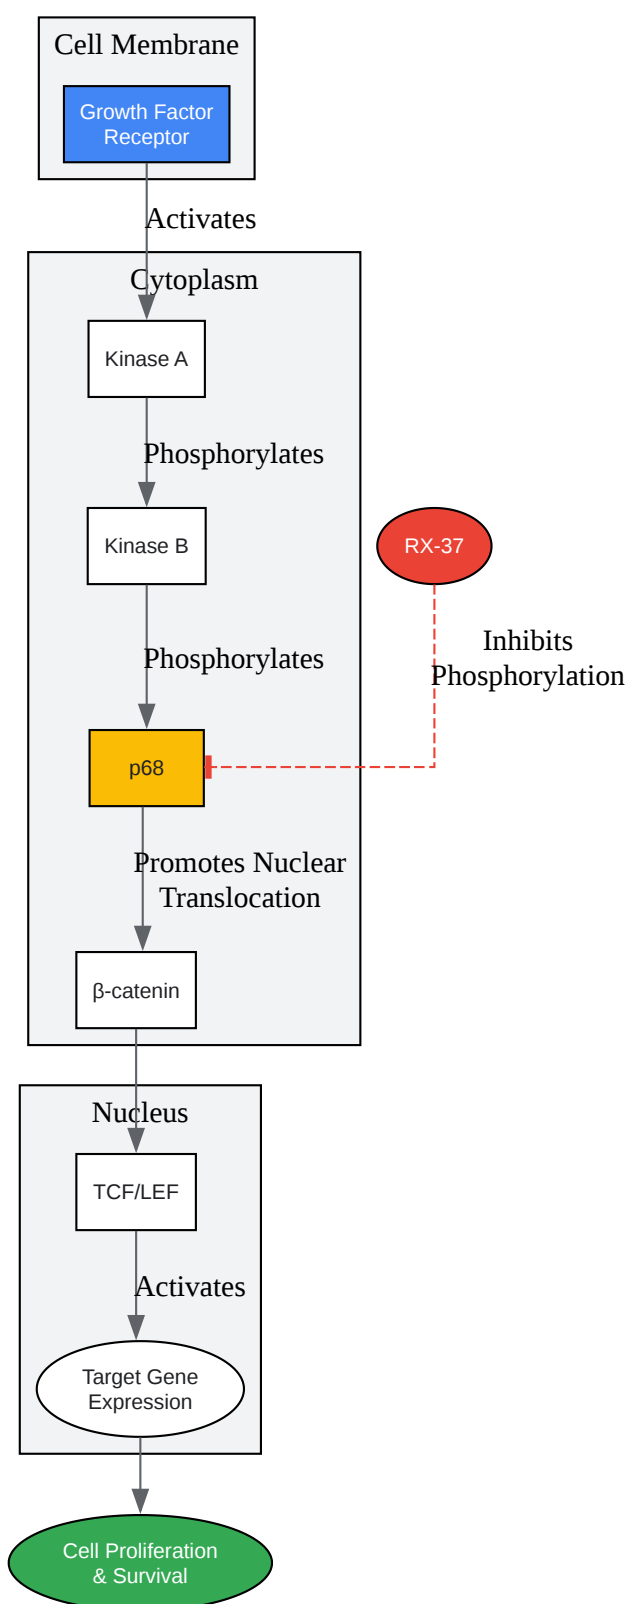 Cell Membrane
Growth Factor
Receptor
Activates
Cytoplasm
Kinase A
Phosphorylates
Kinase B
RX-37
Phosphorylates
Inhibits
Phosphorylation
p68
Promotes Nuclear
Translocation
β-catenin
Nucleus
TCF/LEF
Activates
Target Gene
Expression
Cell Proliferation
& Survival